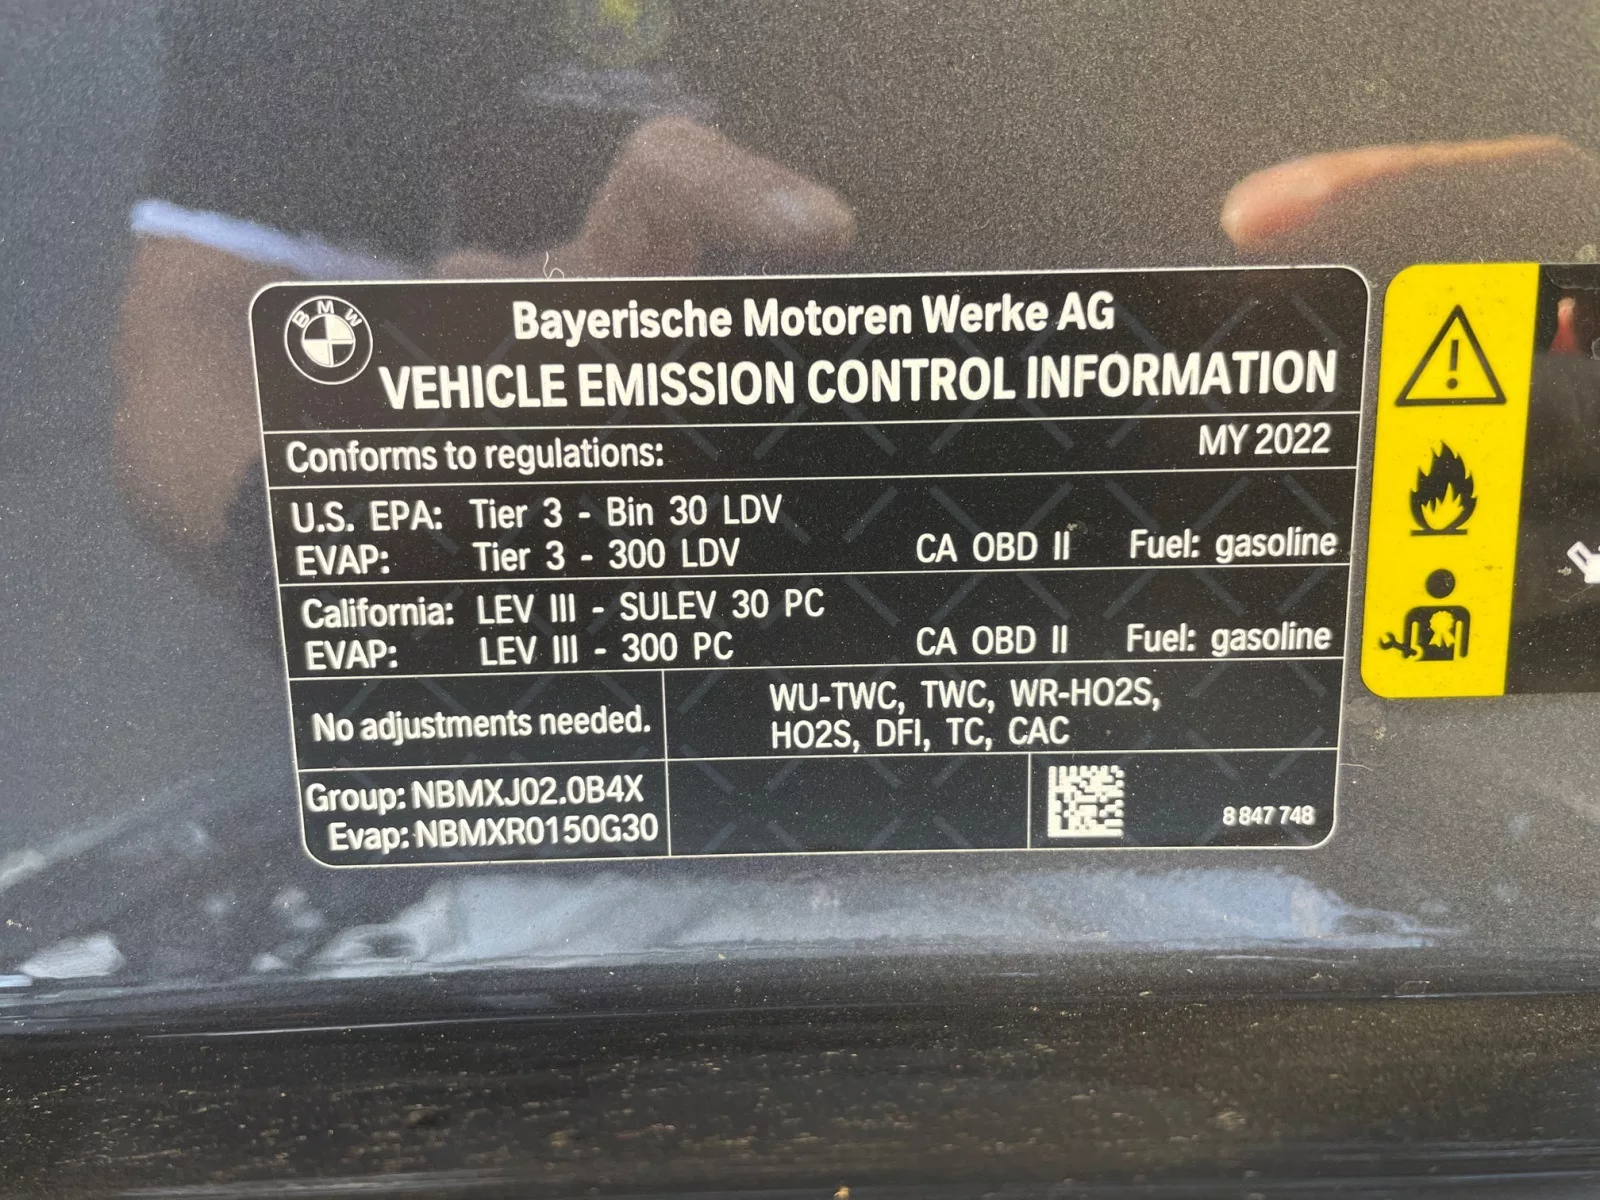 BMW
Bayerische Motoren Werke AG
VEHICLE EMISSION CONTROL INFORMATION
Conforms to regulations: MY 2022
U.S. EPA: Tier 3 - Bin 30 LDV
EVAP: Tier 3 - 300 LDV CA OBD II Fuel: gasoline
California: LEV III - SULEV 30 PC
EVAP: LEV III - 300 PC CA OBD II Fuel: gasoline
No adjustments needed.
WU-TWC, TWC, WR-HO2S,
HO2S, DFI, TC, CAC
Group: NBMXJ02.0B4X
Evap: NBMXR0150G30
8 847 748